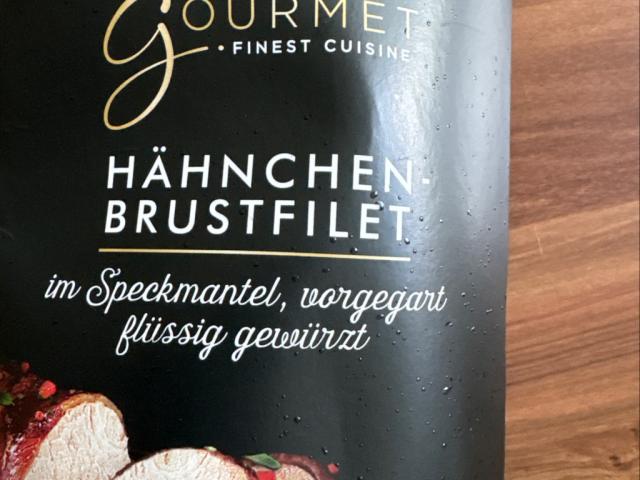 GOURMET
FINEST CUISINE
HÄHNCHEN-
BRUSTFILET
im Speckmantel, vorgegart
flüssig gewürzt